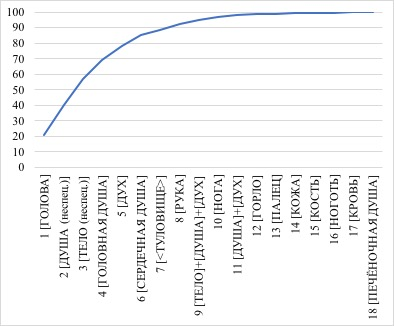 100
90
80
70
60
50
40
30
20
10
0
1 [ГОЛОВА]
2 [ДУША (неспец.)]
3 [ТЕЛО (неспец.)]
4 [ГОЛОВНАЯ ДУША]
5 [ДУХ]
6 [СЕРДЕЧНАЯ ДУША]
7 [<ТУЛОВИЩЕ>]
8 [РУКА]
9 [ТЕЛО]+[ДУША]+[ДУХ]
10 [НОГА]
11 [ДУША]+[ДУХ]
12 [ГОРЛО]
13 [ПАЛЕЦ]
14 [КОЖА]
15 [КОСТЬ]
16 [НОГОТЬ]
17 [КРОВЬ]
18 [ПЕЧЁНОЧНАЯ ДУША]